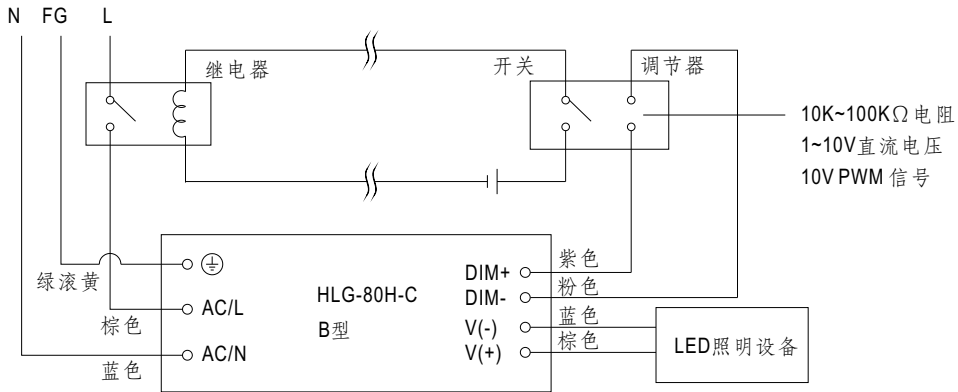 N FG L
继电器
开关
调节器
10K~100KΩ电阻
1~10V直流电压
10V PWM 信号
绿滚黄
棕色
蓝色
AC/L
AC/N
HLG-80H-C
B型
DIM+
DIM-
V(-)
V(+)
紫色
粉色
蓝色
棕色
LED照明设备